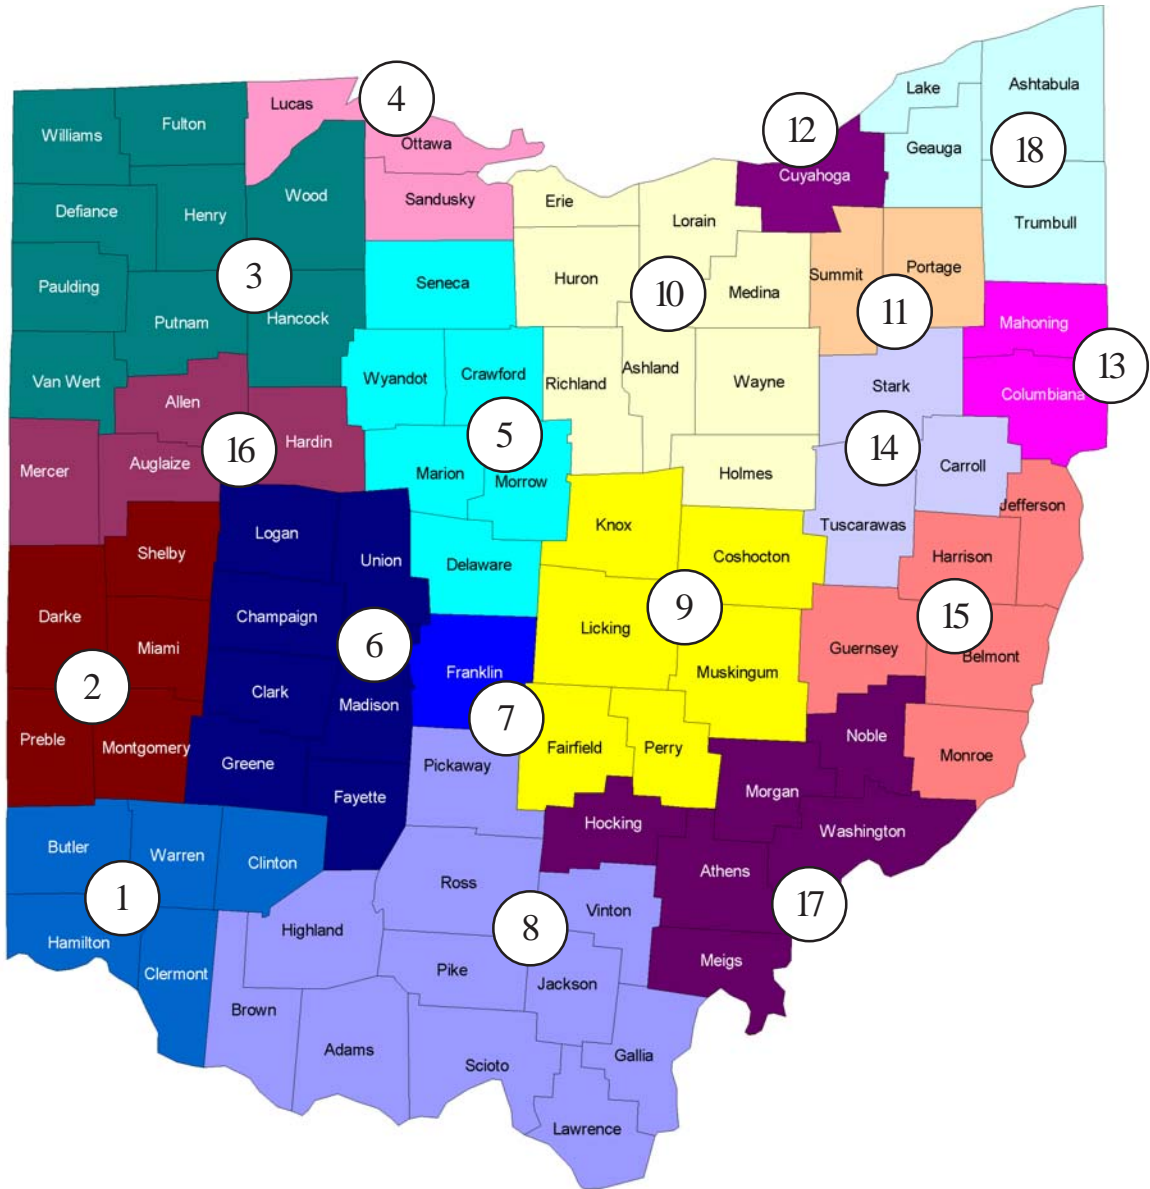 Ashtabula
Lake
4
Lucas
Fulton
12
Williams
Ottawa
Geauga
18
Cuyahoga
Wood
Sandusky
Erie
Defiance
Henry
Lorain
Trumbull
3
Seneca
Huron
10
Medina
Summit
Portage
Paulding
Putnam
Hancock
11
Mahoning
13
Van Wert
Wyandot
Crawford
Richland
Ashland
Wayne
Stark
Columbiana
Allen
5
16
Hardin
14
Mercer
Auglaize
Marion
Morrow
Holmes
Carroll
Jefferson
Logan
Knox
Tuscarawas
Shelby
Union
Delaware
Coshocton
Harrison
Darke
Champaign
9
15
Licking
Miami
6
Guernsey
Belmont
2
Clark
Madison
Franklin
Muskingum
7
Preble
Montgomery
Greene
Pickaway
Fairfield
Perry
Noble
Monroe
Fayette
Morgan
Hocking
Washington
Butler
Warren
Clinton
Ross
Athens
1
Vinton
17
8
Highland
Hamilton
Clermont
Pike
Jackson
Meigs
Brown
Adams
Scioto
Gallia
Lawrence